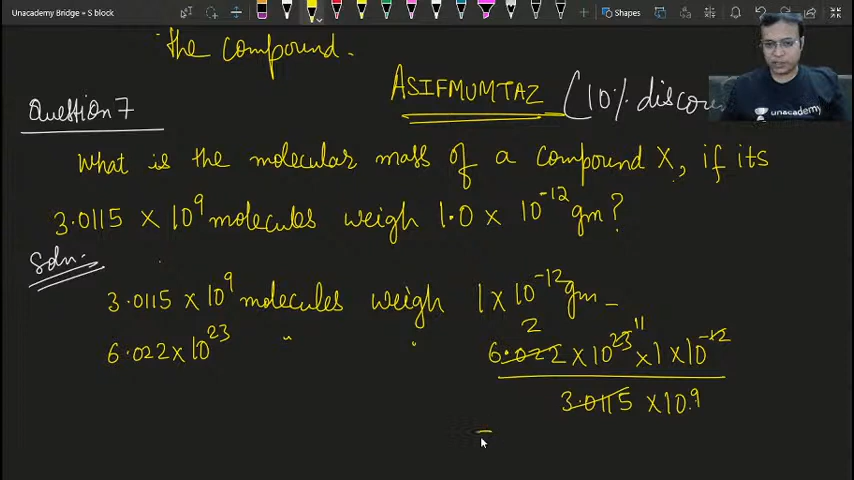 Unacademy Bridge + S block
Shapes
the compound.
ASIFMUMTAZ (10% discou
unacademy
Question 7
What is the molecular mass of a compound X, if its
3.0115 × 10⁹ molecules weigh 1.0 × 10⁻¹² gm?
Soln.
3.0115 × 10⁹ molecules weigh 1 × 10⁻¹² gm –
2 11
6.022 × 10²³ " " 6.022 × 10²³ × 1 × 10⁻¹²
3.0115 × 10⁹
=